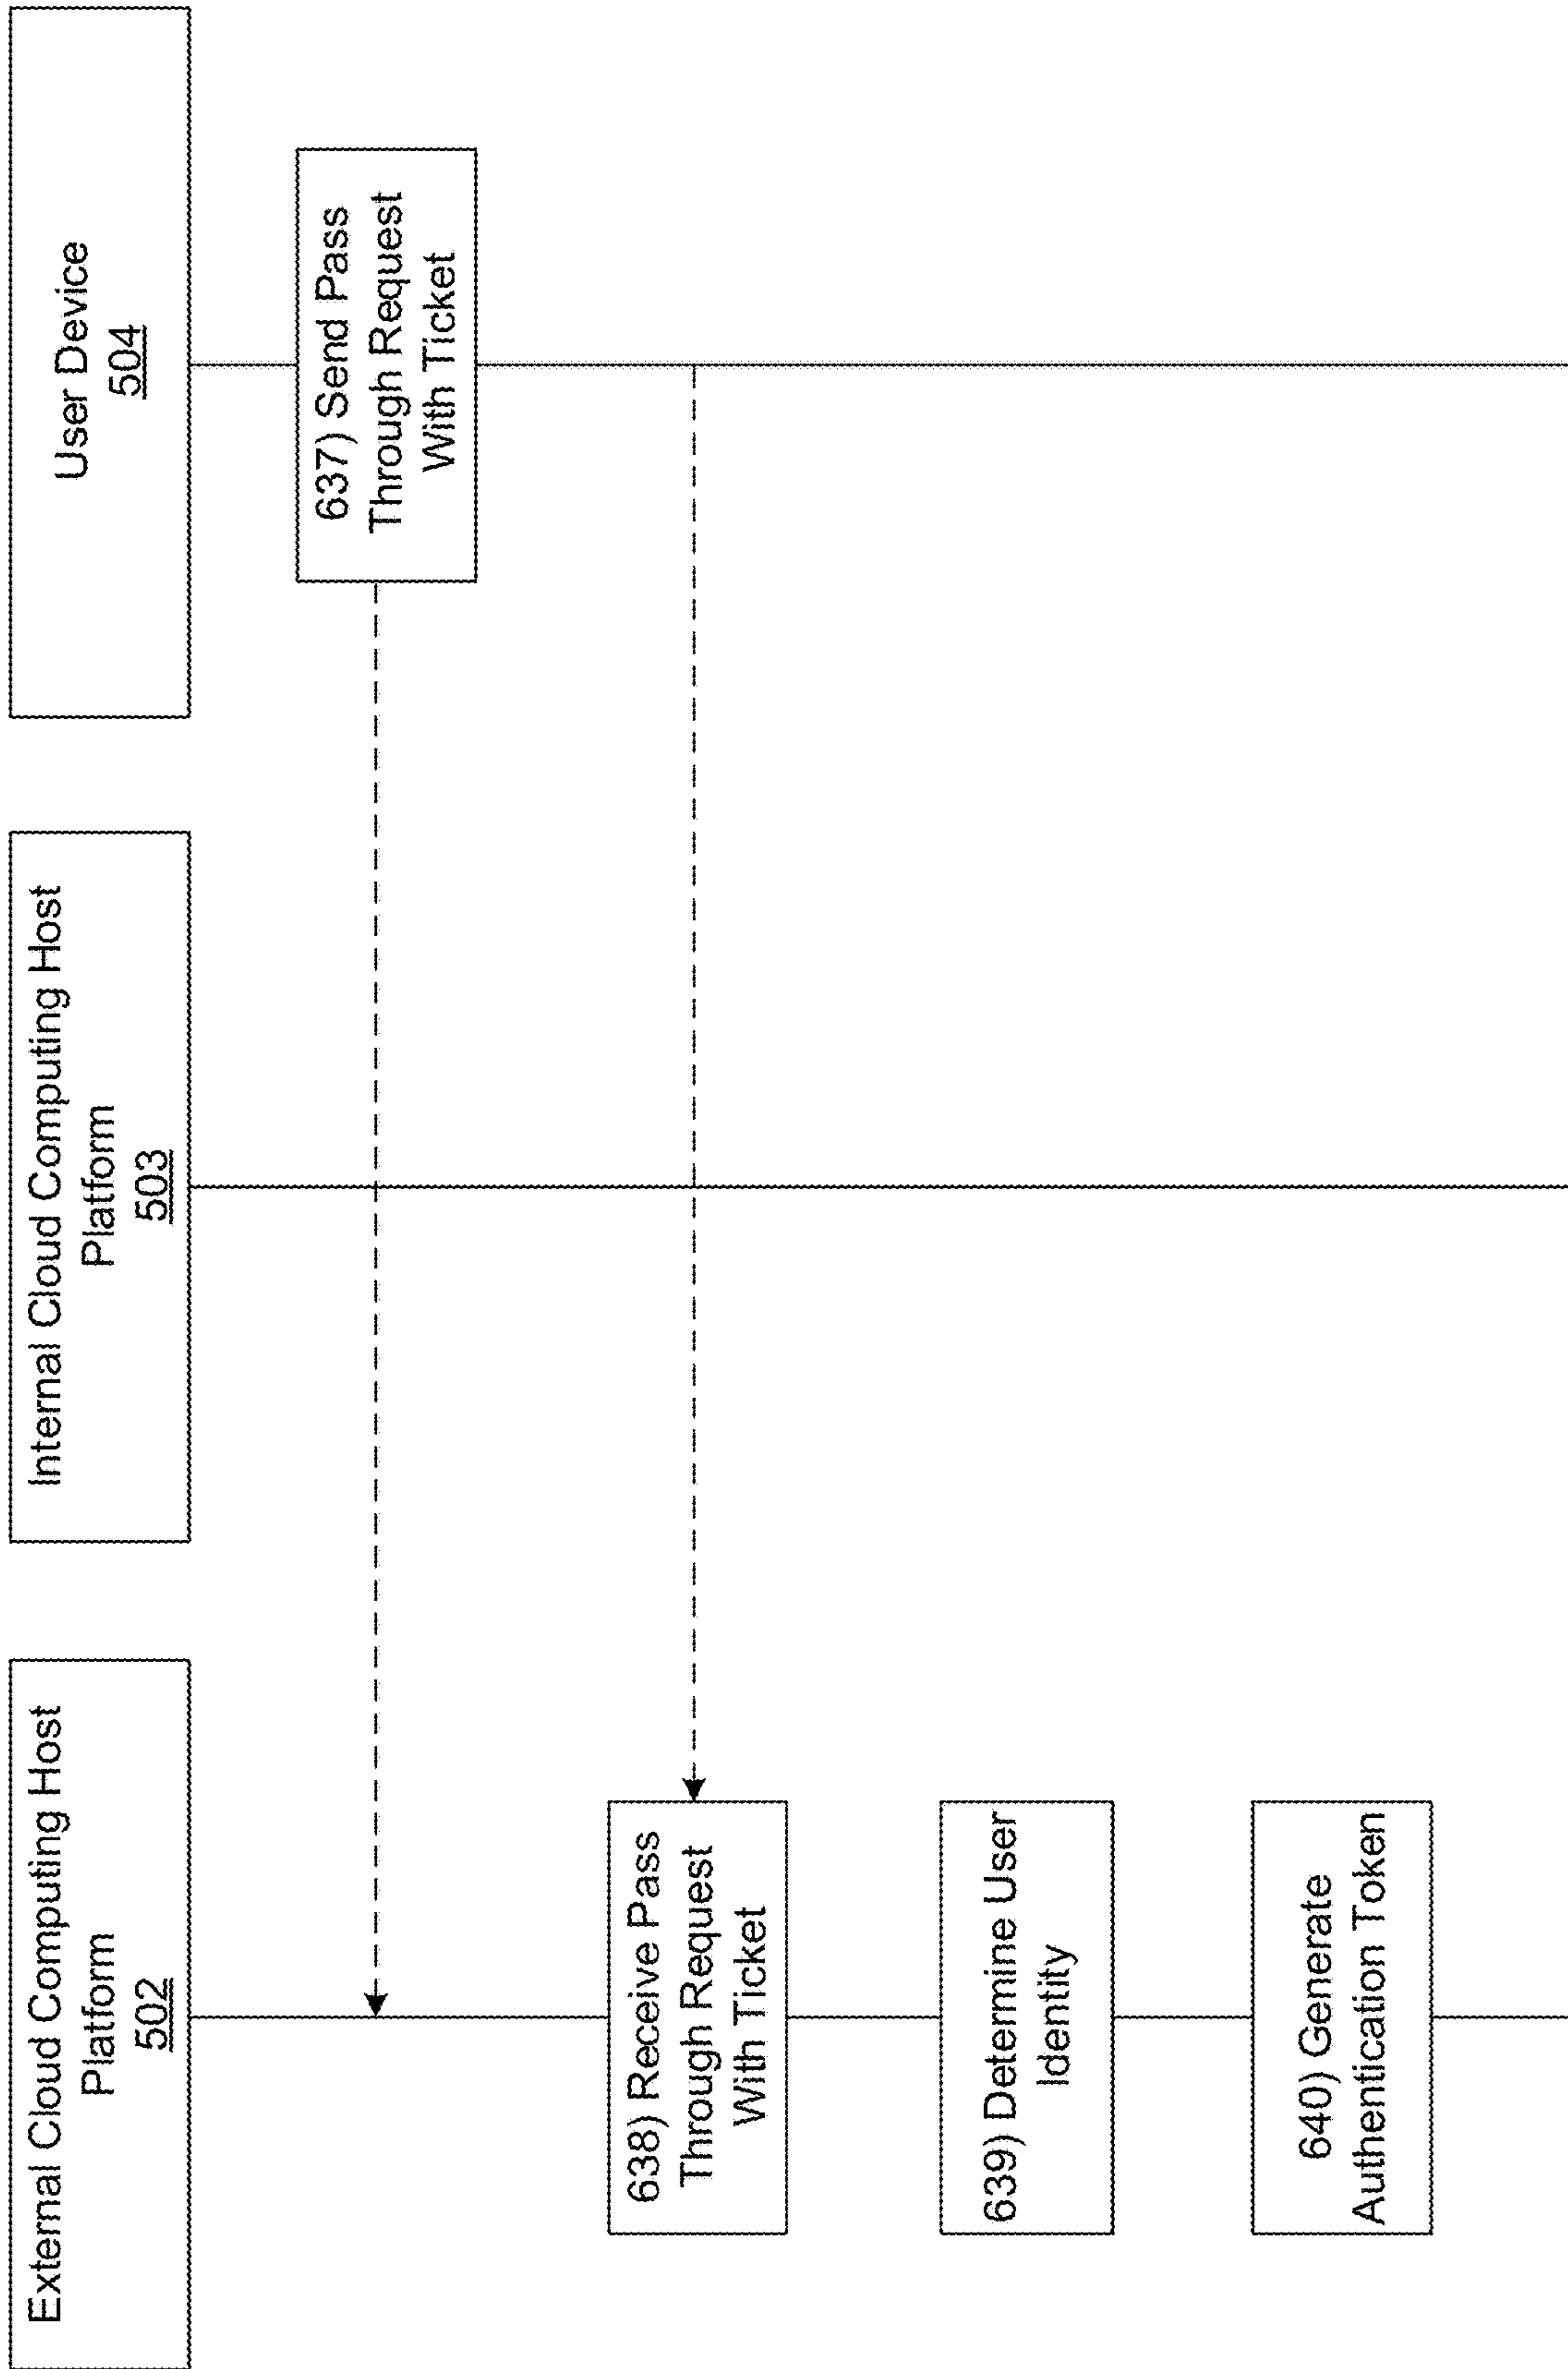 External Cloud Computing Host
Platform
502
Internal Cloud Computing Host
Platform
503
User Device
504
637) Send Pass
Through Request
With Ticket
638) Receive Pass
Through Request
With Ticket
639) Determine User
Identity
640) Generate
Authentication Token